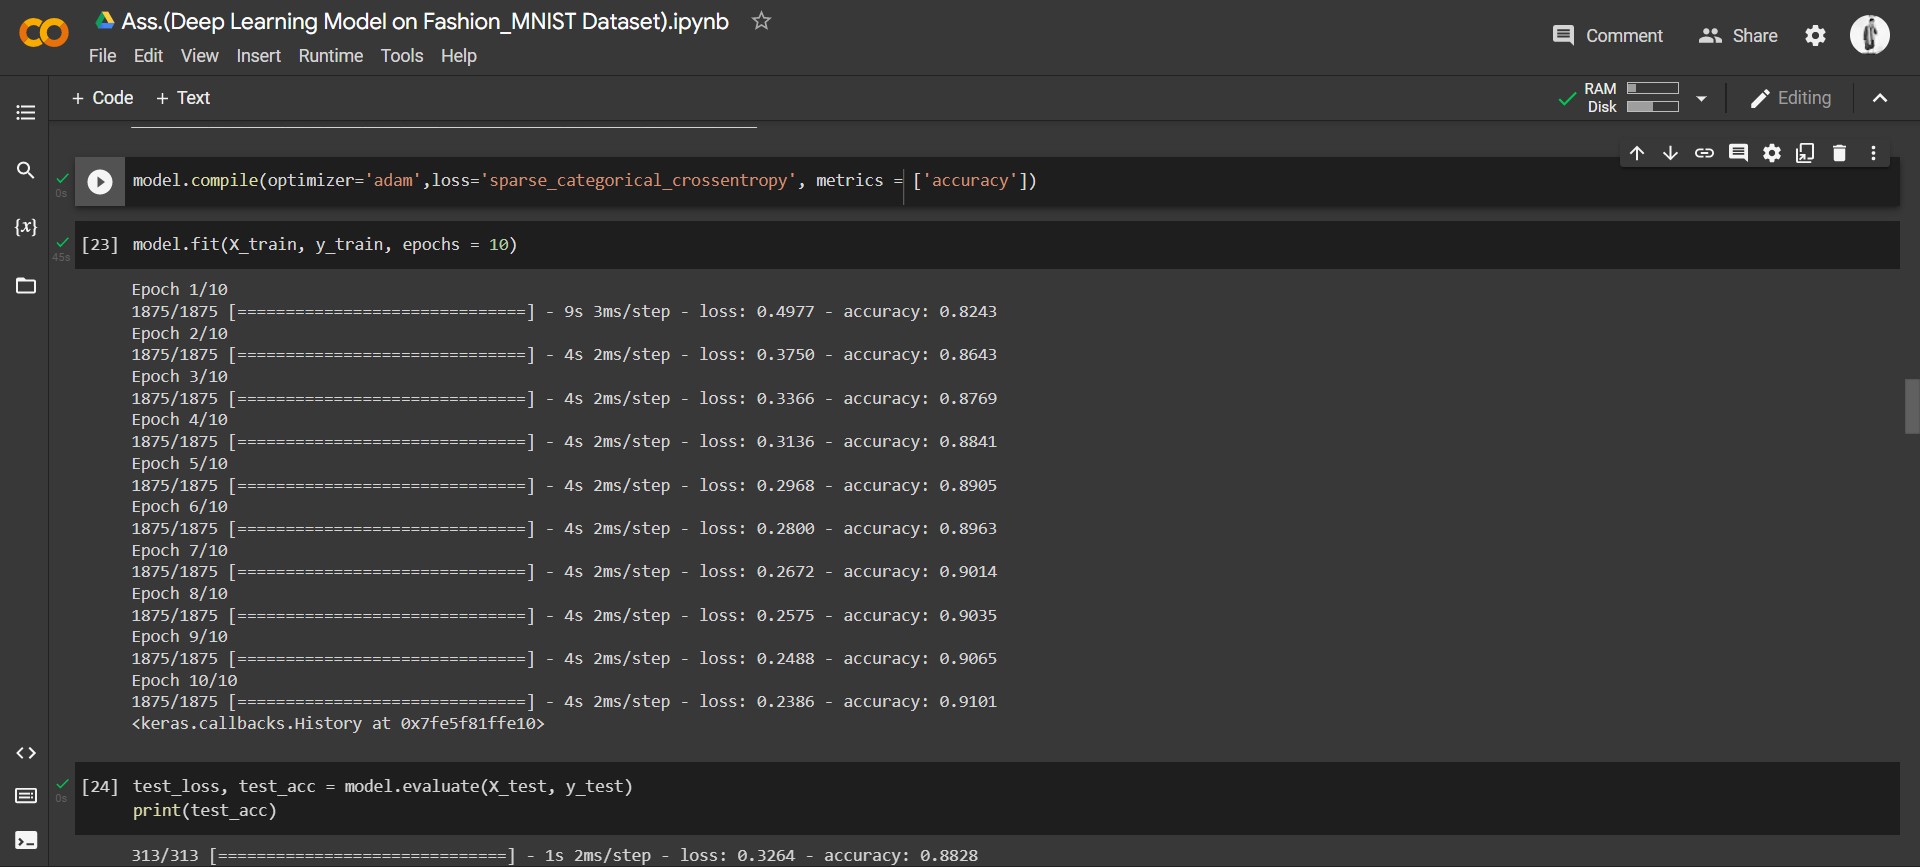 Ass.(Deep Learning Model on Fashion_MNIST Dataset).ipynb
File Edit View Insert Runtime Tools Help
Comment Share
+ Code + Text
RAM
Disk
Editing
{x}
0s
model.compile(optimizer='adam',loss='sparse_categorical_crossentropy', metrics = ['accuracy'])
45s
[23] model.fit(X_train, y_train, epochs = 10)
Epoch 1/10
1875/1875 [==============================] - 9s 3ms/step - loss: 0.4977 - accuracy: 0.8243
Epoch 2/10
1875/1875 [==============================] - 4s 2ms/step - loss: 0.3750 - accuracy: 0.8643
Epoch 3/10
1875/1875 [==============================] - 4s 2ms/step - loss: 0.3366 - accuracy: 0.8769
Epoch 4/10
1875/1875 [==============================] - 4s 2ms/step - loss: 0.3136 - accuracy: 0.8841
Epoch 5/10
1875/1875 [==============================] - 4s 2ms/step - loss: 0.2968 - accuracy: 0.8905
Epoch 6/10
1875/1875 [==============================] - 4s 2ms/step - loss: 0.2800 - accuracy: 0.8963
Epoch 7/10
1875/1875 [==============================] - 4s 2ms/step - loss: 0.2672 - accuracy: 0.9014
Epoch 8/10
1875/1875 [==============================] - 4s 2ms/step - loss: 0.2575 - accuracy: 0.9035
Epoch 9/10
1875/1875 [==============================] - 4s 2ms/step - loss: 0.2488 - accuracy: 0.9065
Epoch 10/10
1875/1875 [==============================] - 4s 2ms/step - loss: 0.2386 - accuracy: 0.9101
<keras.callbacks.History at 0x7fe5f81ffe10>
0s
[24] test_loss, test_acc = model.evaluate(X_test, y_test)
print(test_acc)
313/313 [==============================] - 1s 2ms/step - loss: 0.3264 - accuracy: 0.8828